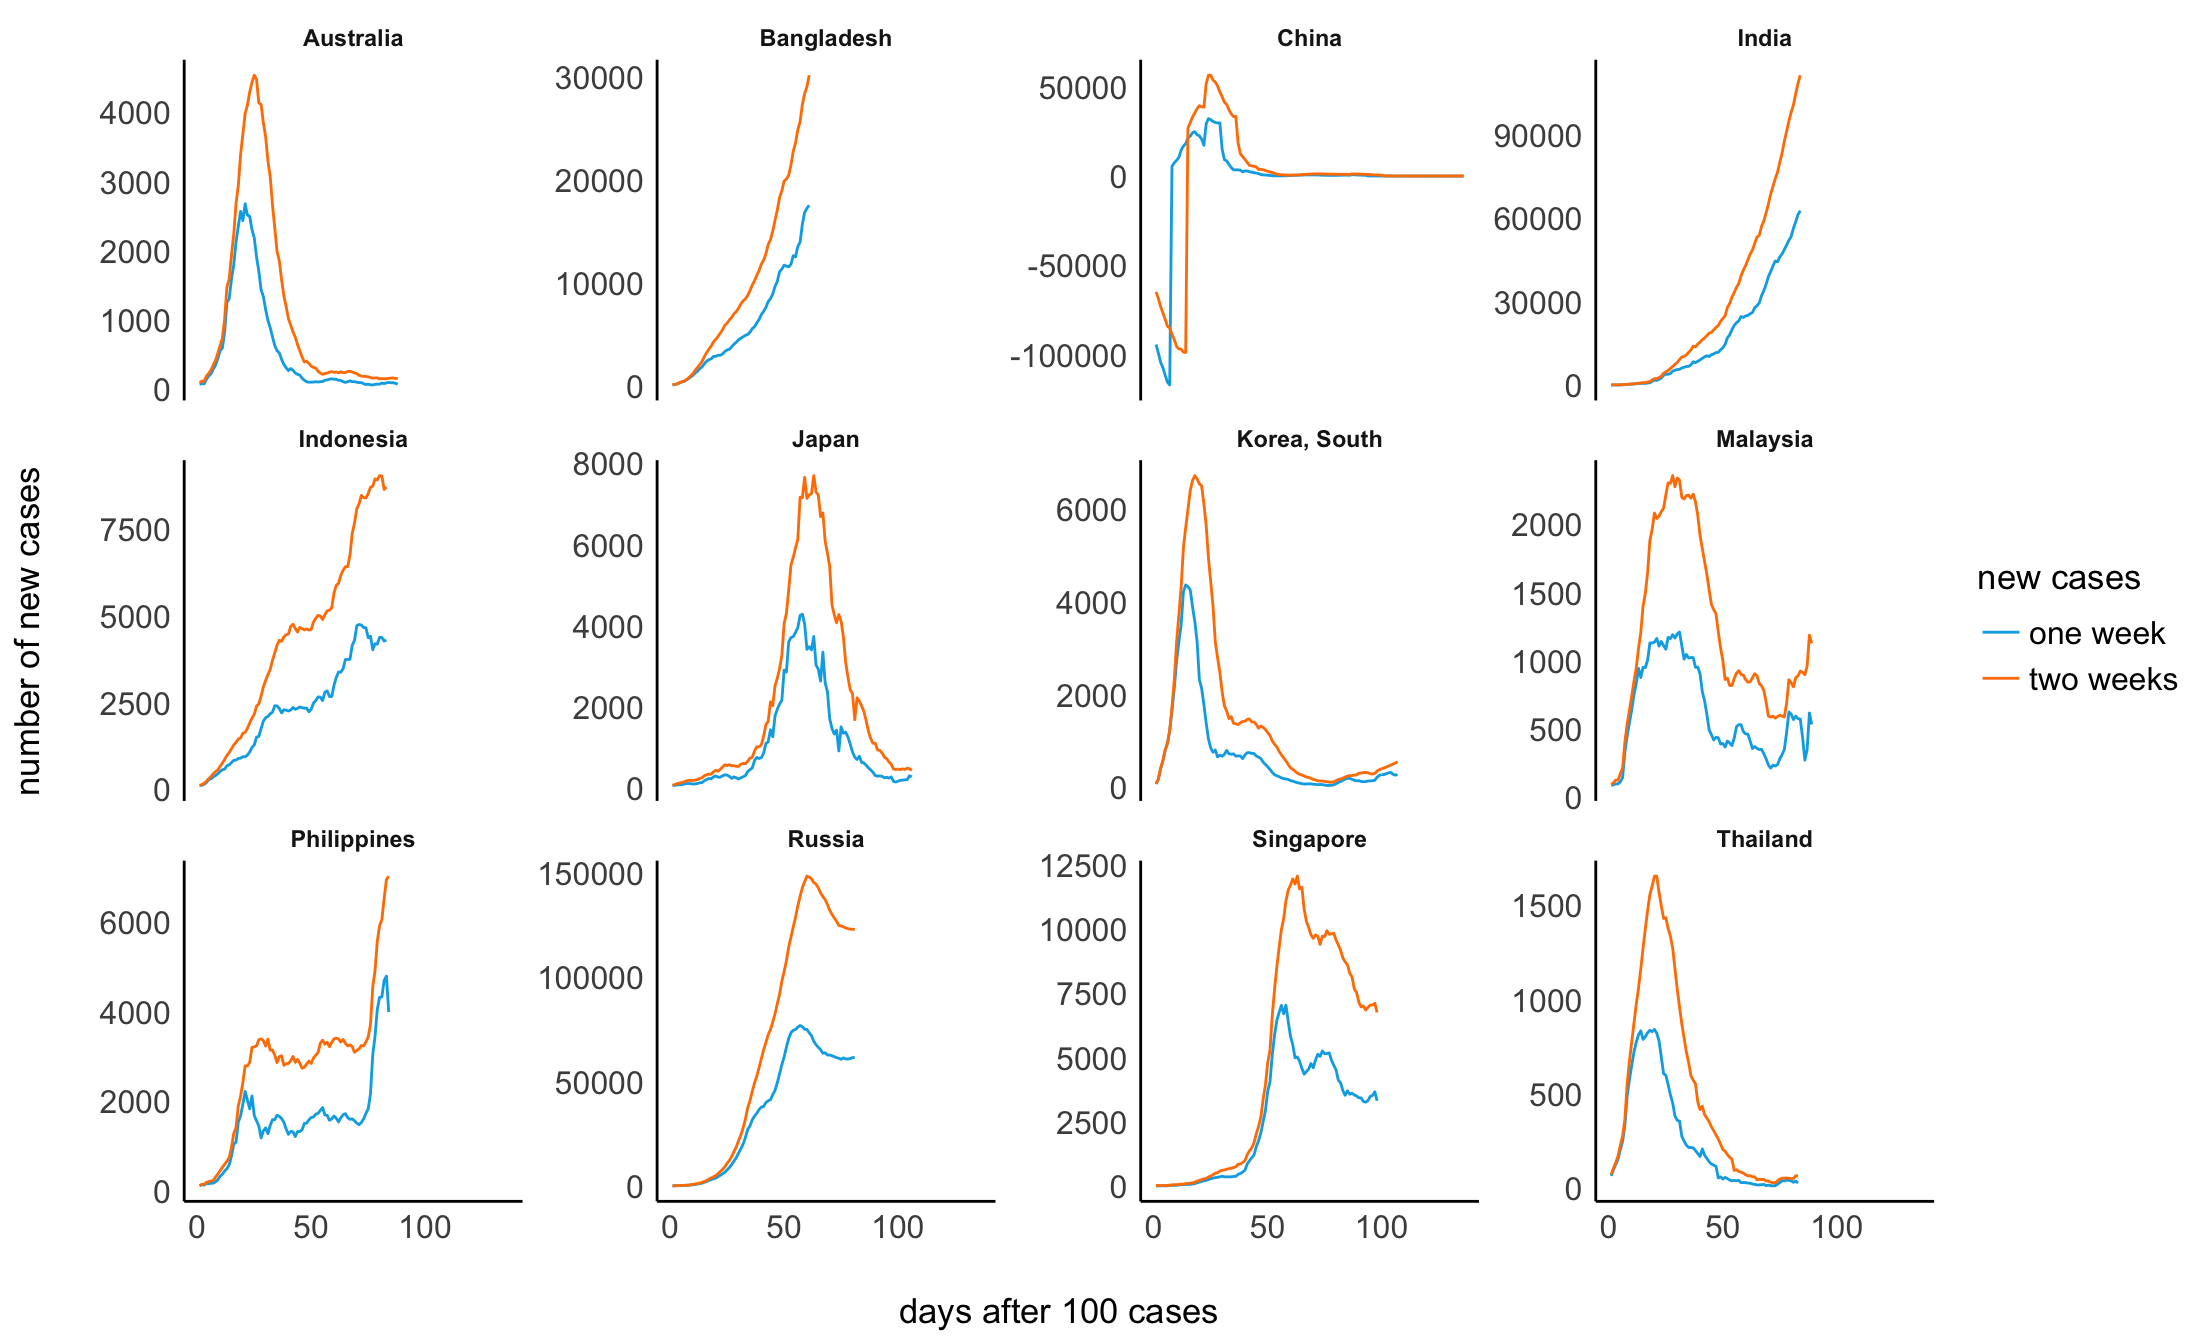 Australia
Bangladesh
China
India
4000
3000
2000
1000
0
30000
20000
10000
0
50000
0
-50000
-100000
90000
60000
30000
0
Indonesia
Japan
Korea, South
Malaysia
7500
5000
2500
0
8000
6000
4000
2000
0
6000
4000
2000
0
2000
1500
1000
500
0
Philippines
Russia
Singapore
Thailand
6000
4000
2000
0
150000
100000
50000
0
12500
10000
7500
5000
2500
0
1500
1000
500
0
0 50 100
0 50 100
0 50 100
0 50 100
days after 100 cases
number of new cases
new cases
one week
two weeks